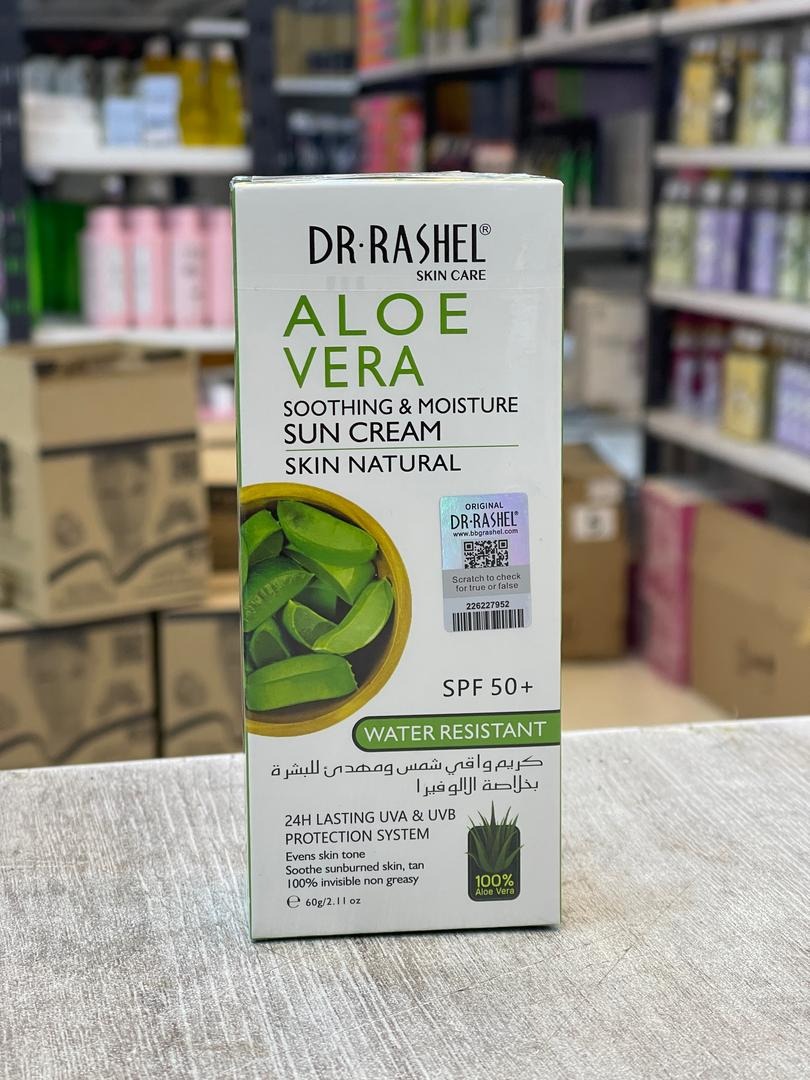 DR·RASHEL®
SKIN CARE
ALOE
VERA
SOOTHING & MOISTURE
SUN CREAM
SKIN NATURAL
ORIGINAL
DR·RASHEL®
www.bbgrashel.com
Scratch to check
for true or false
226227952
SPF 50+
WATER RESISTANT
كريم واقي شمس ومهدئ للبشرة
بخلاصة الالوفيرا
24H LASTING UVA & UVB
PROTECTION SYSTEM
Evens skin tone
Soothe sunburned skin, tan
100% invisible non greasy
℮ 60g/2.11 oz
100%
Aloe Vera